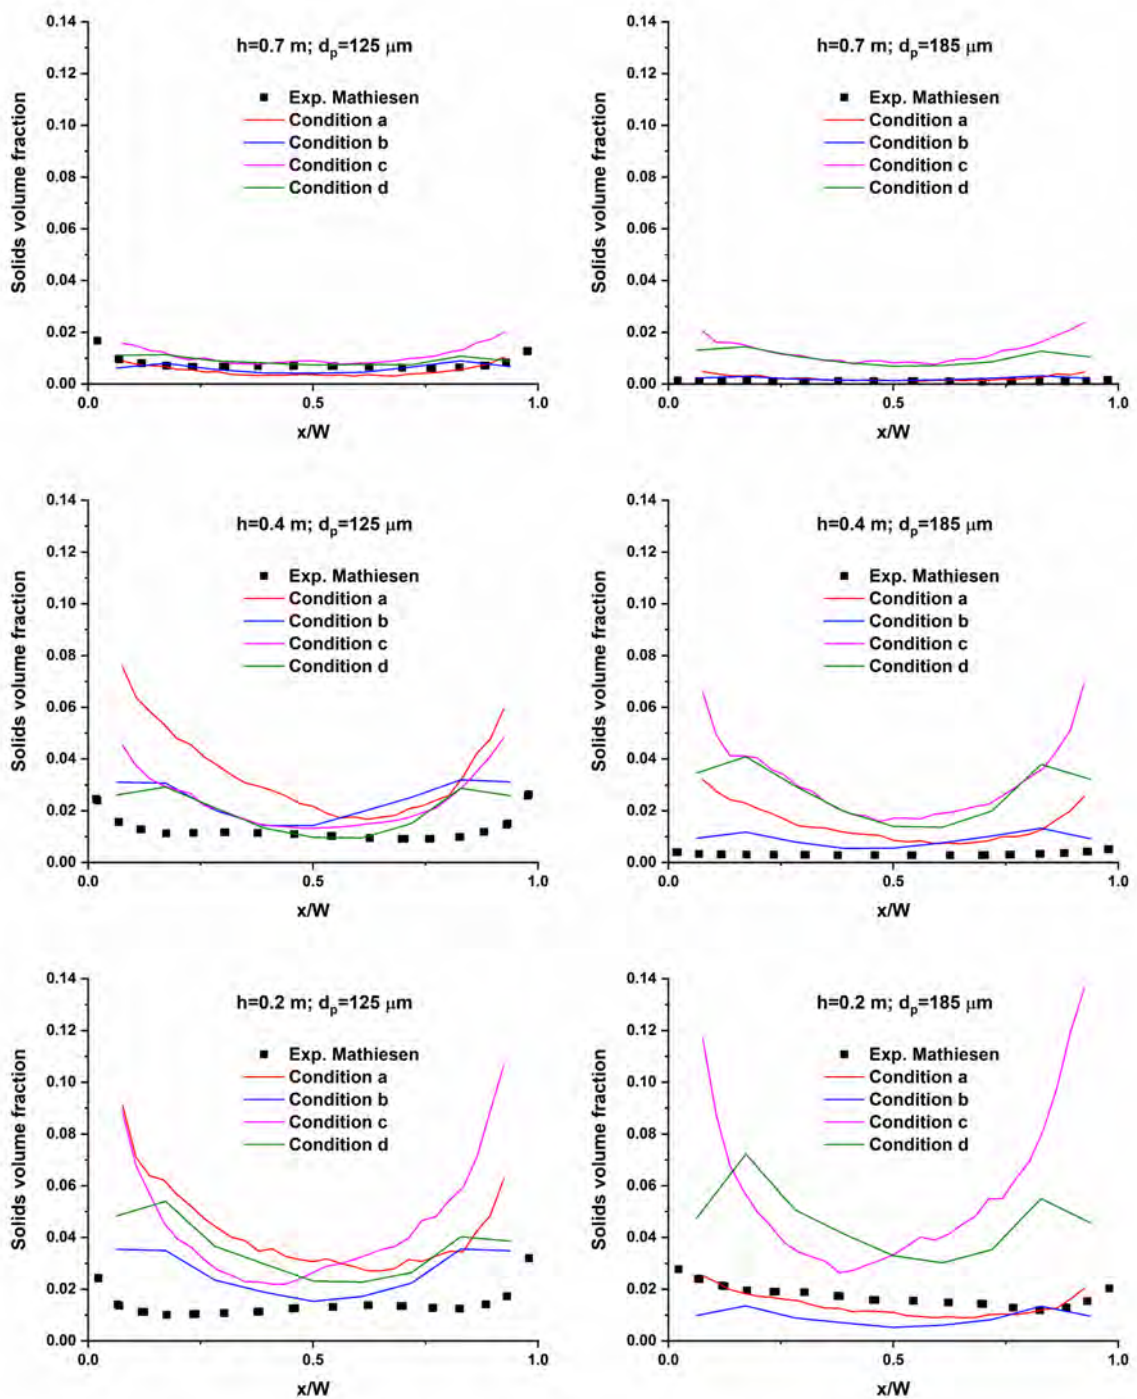 h=0.7 m; dp=125 μm
Exp. Mathiesen
Condition a
Condition b
Condition c
Condition d
Solids volume fraction
0.14
0.12
0.10
0.08
0.06
0.04
0.02
0.00
0.0
0.5
1.0
x/W
h=0.7 m; dp=185 μm
Exp. Mathiesen
Condition a
Condition b
Condition c
Condition d
Solids volume fraction
0.14
0.12
0.10
0.08
0.06
0.04
0.02
0.00
0.0
0.5
1.0
x/W
h=0.4 m; dp=125 μm
Exp. Mathiesen
Condition a
Condition b
Condition c
Condition d
Solids volume fraction
0.14
0.12
0.10
0.08
0.06
0.04
0.02
0.00
0.0
0.5
1.0
x/W
h=0.4 m; dp=185 μm
Exp. Mathiesen
Condition a
Condition b
Condition c
Condition d
Solids volume fraction
0.14
0.12
0.10
0.08
0.06
0.04
0.02
0.00
0.0
0.5
1.0
x/W
h=0.2 m; dp=125 μm
Exp. Mathiesen
Condition a
Condition b
Condition c
Condition d
Solids volume fraction
0.14
0.12
0.10
0.08
0.06
0.04
0.02
0.00
0.0
0.5
1.0
x/W
h=0.2 m; dp=185 μm
Exp. Mathiesen
Condition a
Condition b
Condition c
Condition d
Solids volume fraction
0.14
0.12
0.10
0.08
0.06
0.04
0.02
0.00
0.0
0.5
1.0
x/W